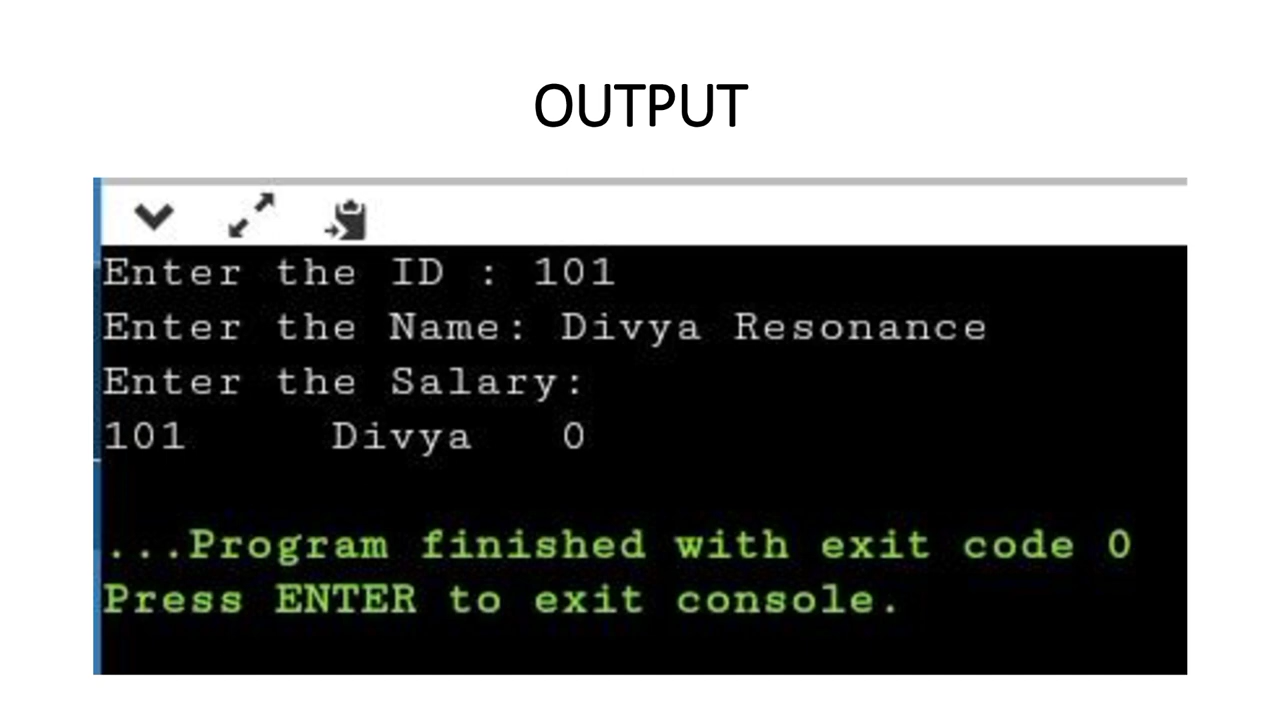 OUTPUT
Enter the ID : 101
Enter the Name: Divya Resonance
Enter the Salary:
101 Divya 0
...Program finished with exit code 0
Press ENTER to exit console.